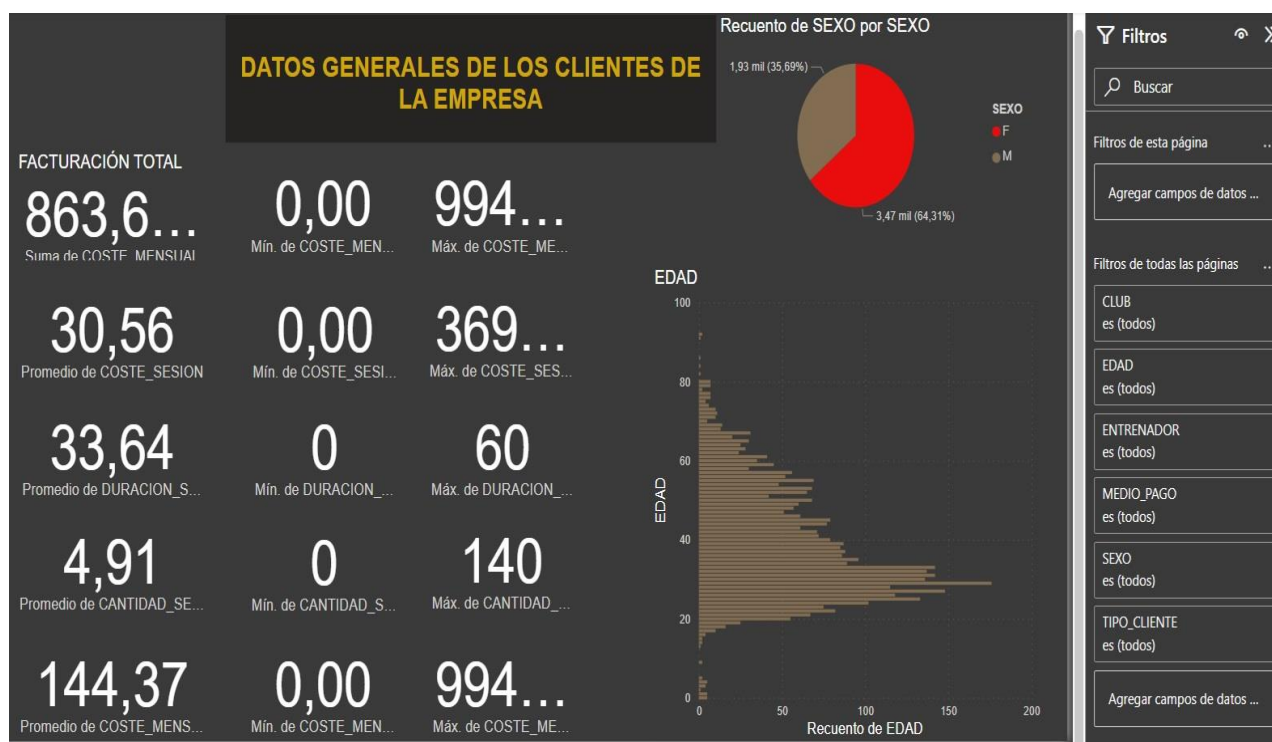 DATOS GENERALES DE LOS CLIENTES DE
LA EMPRESA
FACTURACIÓN TOTAL
863,6...
Suma de COSTE_MENSUAL
0,00
Mín. de COSTE_MEN...
994...
Máx. de COSTE_ME...
30,56
Promedio de COSTE_SESION
0,00
Mín. de COSTE_SESI...
369...
Máx. de COSTE_SES...
33,64
Promedio de DURACION_S...
0
Mín. de DURACION_...
60
Máx. de DURACION_...
4,91
Promedio de CANTIDAD_SE...
0
Mín. de CANTIDAD_S...
140
Máx. de CANTIDAD_...
144,37
Promedio de COSTE_MENS...
0,00
Mín. de COSTE_MEN...
994...
Máx. de COSTE_ME...
Recuento de SEXO por SEXO
1,93 mil (35,69%)
3,47 mil (64,31%)
SEXO
F
M
EDAD
100
80
60
40
20
0
EDAD
0
50
100
150
200
Recuento de EDAD
Filtros
Buscar
Filtros de esta página
Agregar campos de datos ...
Filtros de todas las páginas
CLUB
es (todos)
EDAD
es (todos)
ENTRENADOR
es (todos)
MEDIO_PAGO
es (todos)
SEXO
es (todos)
TIPO_CLIENTE
es (todos)
Agregar campos de datos ...